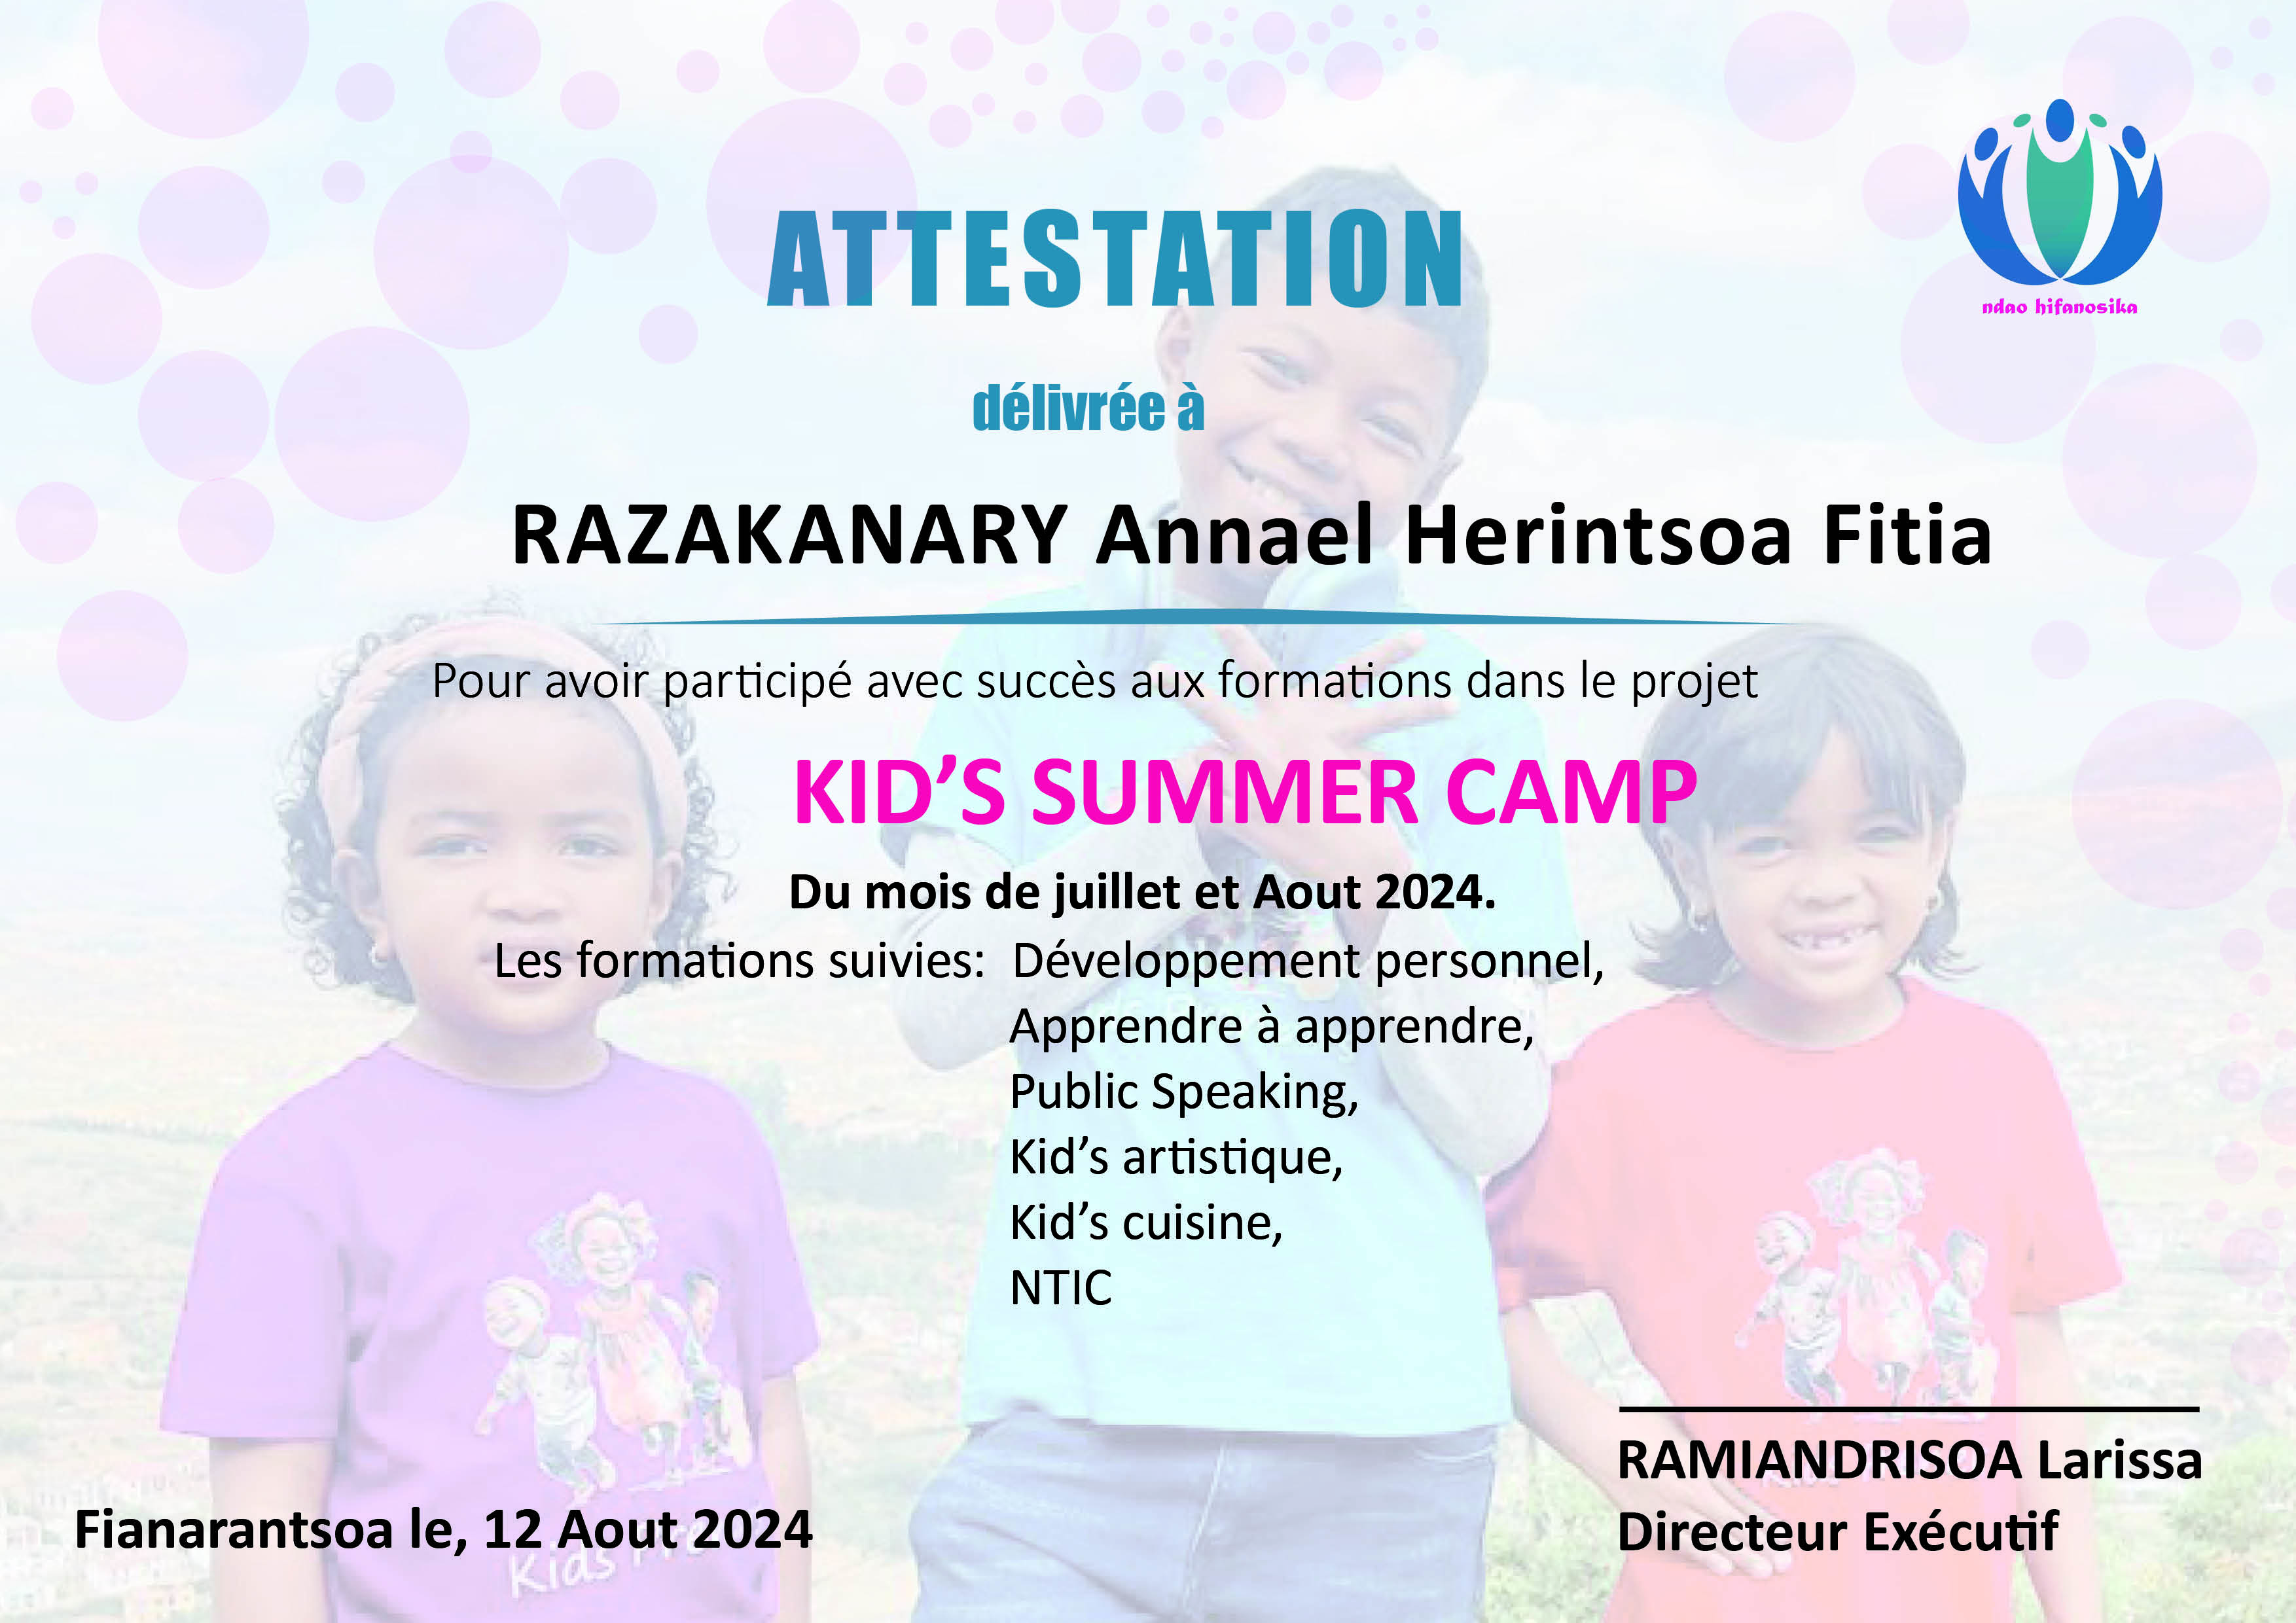 ndao hifanosika
ATTESTATION
délivrée à
RAZAKANARY Annael Herintsoa Fitia
Pour avoir participé avec succès aux formations dans le projet
KID’S SUMMER CAMP
Du mois de juillet et Aout 2024.
Les formations suivies: Développement personnel,
Apprendre à apprendre,
Public Speaking,
Kid’s artistique,
Kid’s cuisine,
NTIC
RAMIANDRISOA Larissa
Directeur Exécutif
Fianarantsoa le, 12 Aout 2024
Kids